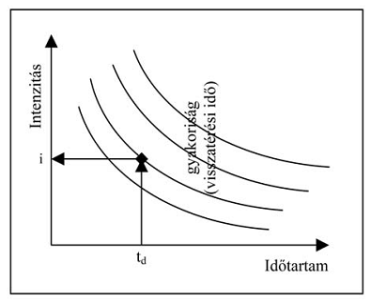 Intenzitás
gyakoriság
(visszatérési idő)
i
t_d
Időtartam